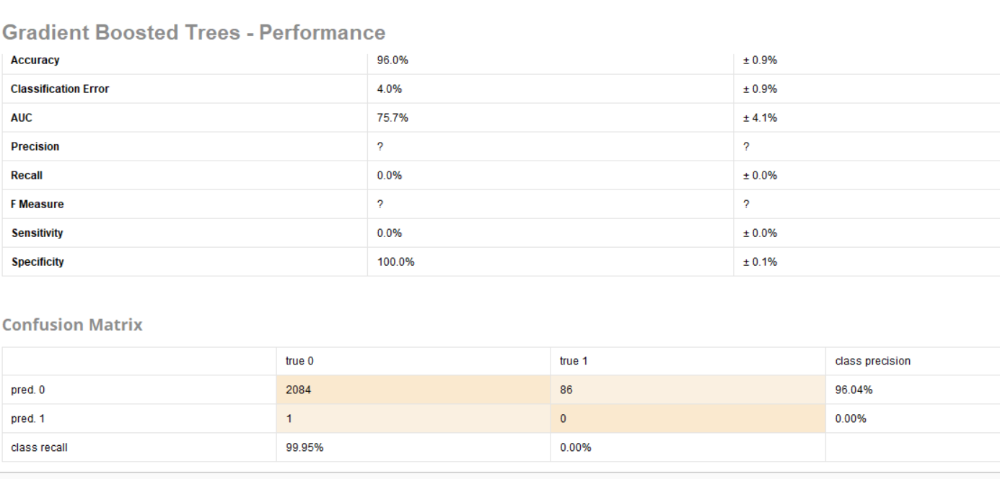 Gradient Boosted Trees - Performance
Accuracy 96.0% ± 0.9%
Classification Error 4.0% ± 0.9%
AUC 75.7% ± 4.1%
Precision ? ?
Recall 0.0% ± 0.0%
F Measure ? ?
Sensitivity 0.0% ± 0.0%
Specificity 100.0% ± 0.1%
Confusion Matrix
true 0 true 1 class precision
pred. 0 2084 86 96.04%
pred. 1 1 0 0.00%
class recall 99.95% 0.00%